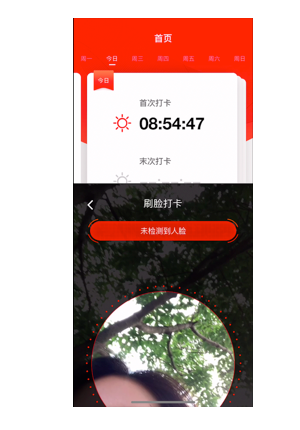 首页
周一 今日 周三 周四 周五 周六 周日
今日
首次打卡
08:54:47
末次打卡
刷脸打卡
未检测到人脸